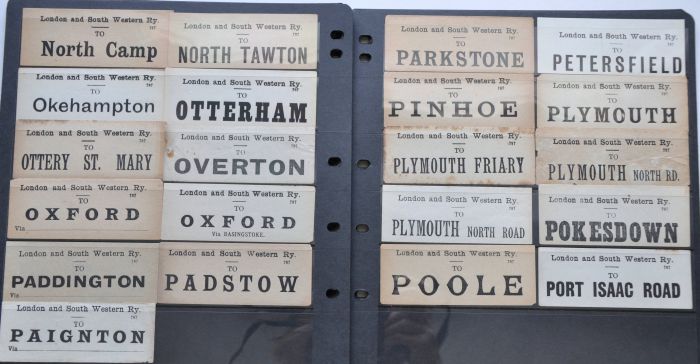 London and South Western Ry.
TO
North Camp
London and South Western Ry.
787
TO
NORTH TAWTON
London and South Western Ry.
TO
Okehampton
London and South Western Ry.
TO
OTTERHAM
London and South Western Ry.
TO
OTTERY ST. MARY
London and South Western Ry.
TO
OVERTON
London and South Western Ry.
TO
OXFORD
Via
London and South Western Ry.
TO
OXFORD
Via BASINGSTOKE.
London and South Western Ry.
TO
PADDINGTON
Via
London and South Western Ry.
TO
PADSTOW
London and South Western Ry.
TO
PAIGNTON
Via
London and South Western Ry.
TO
PARKSTONE
London and South Western Ry.
TO
PETERSFIELD
London and South Western Ry.
TO
PINHOE
London and South Western Ry.
TO
PLYMOUTH
London and South Western Ry.
TO
PLYMOUTH FRIARY
London and South Western Ry.
TO
PLYMOUTH NORTH RD.
London and South Western Ry.
TO
PLYMOUTH NORTH ROAD
London and South Western Ry.
TO
POKESDOWN
London and South Western Ry.
TO
POOLE
London and South Western Ry.
TO
PORT ISAAC ROAD